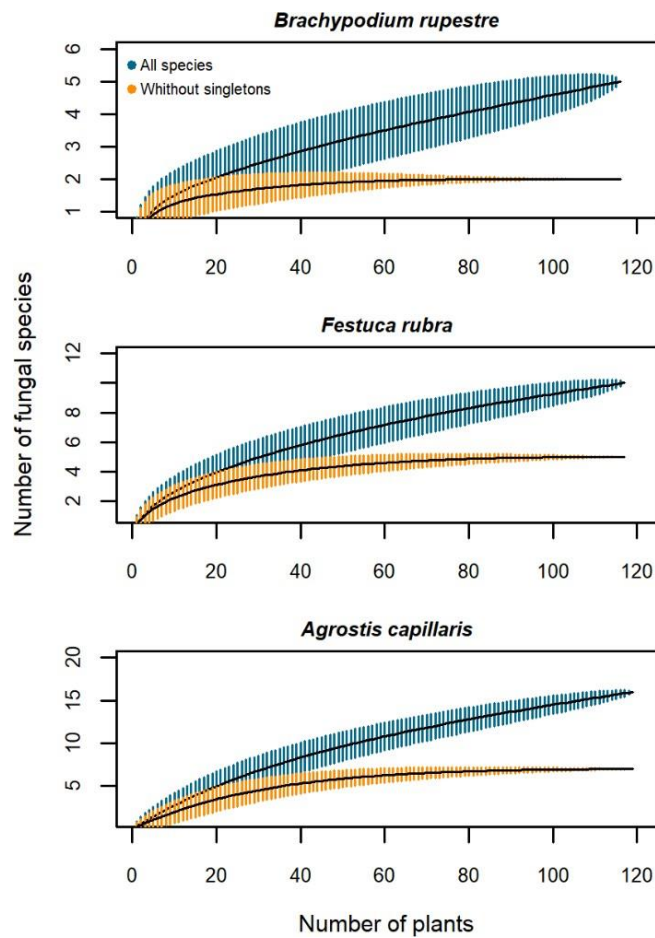 Brachypodium rupestre
6
5
4
3
2
1
All species
Whithout singletons
0 20 40 60 80 100 120
Number of fungal species
Festuca rubra
12
8
6
4
2
0 20 40 60 80 100 120
Agrostis capillaris
20
15
10
5
0 20 40 60 80 100 120
Number of plants